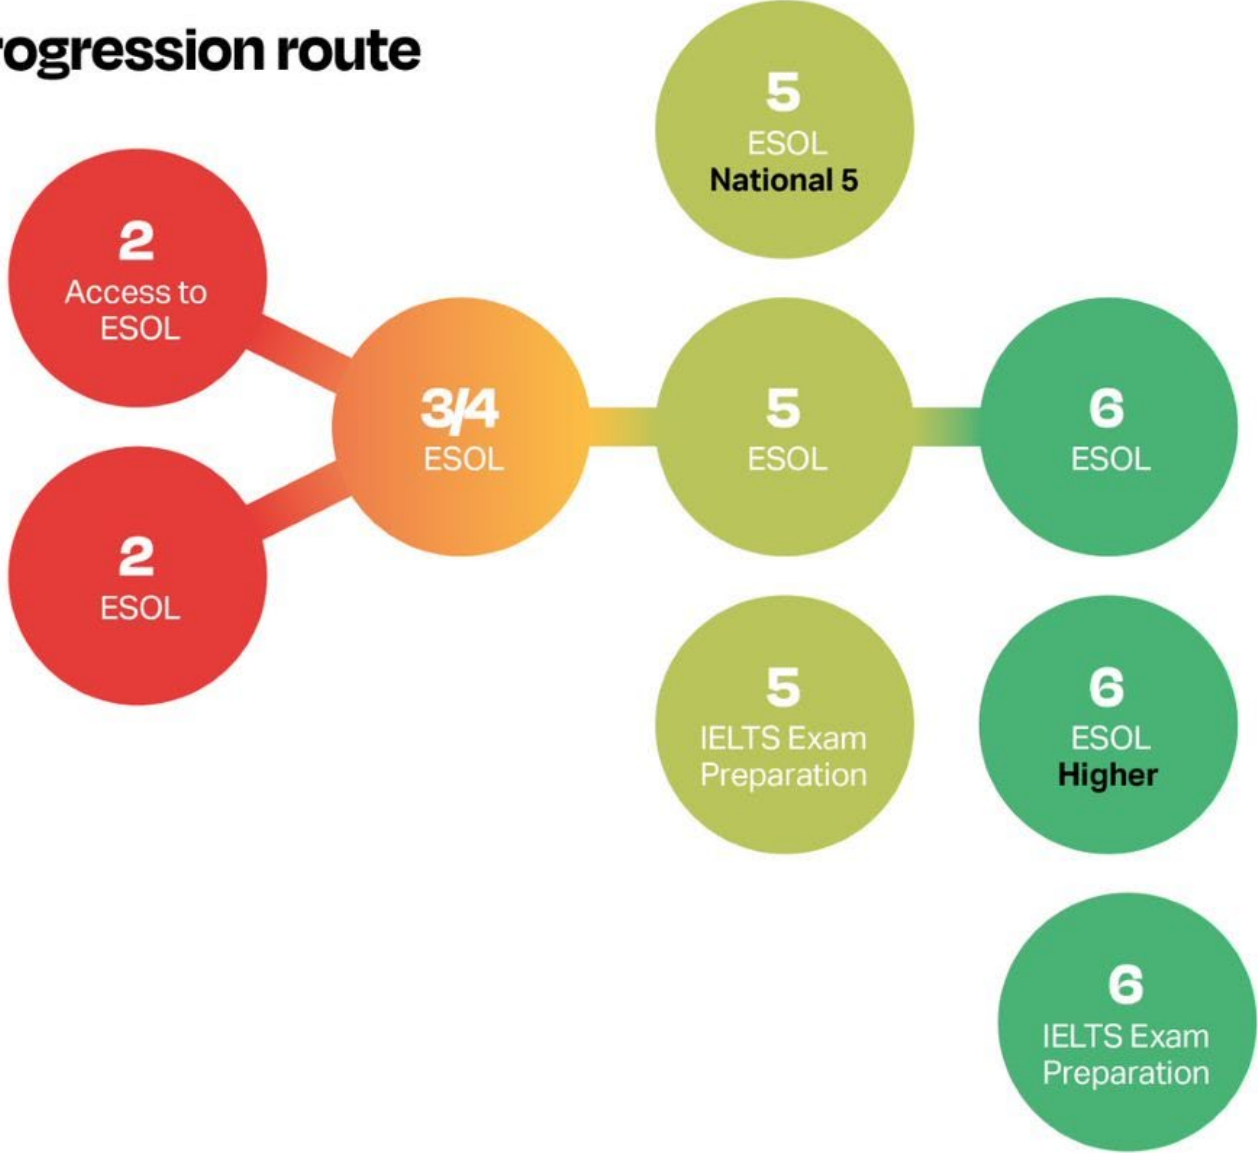 rogression route
5
ESOL
National 5
2
Access to
ESOL
3/4
ESOL
5
ESOL
6
ESOL
2
ESOL
5
IELTS Exam
Preparation
6
ESOL
Higher
6
IELTS Exam
Preparation